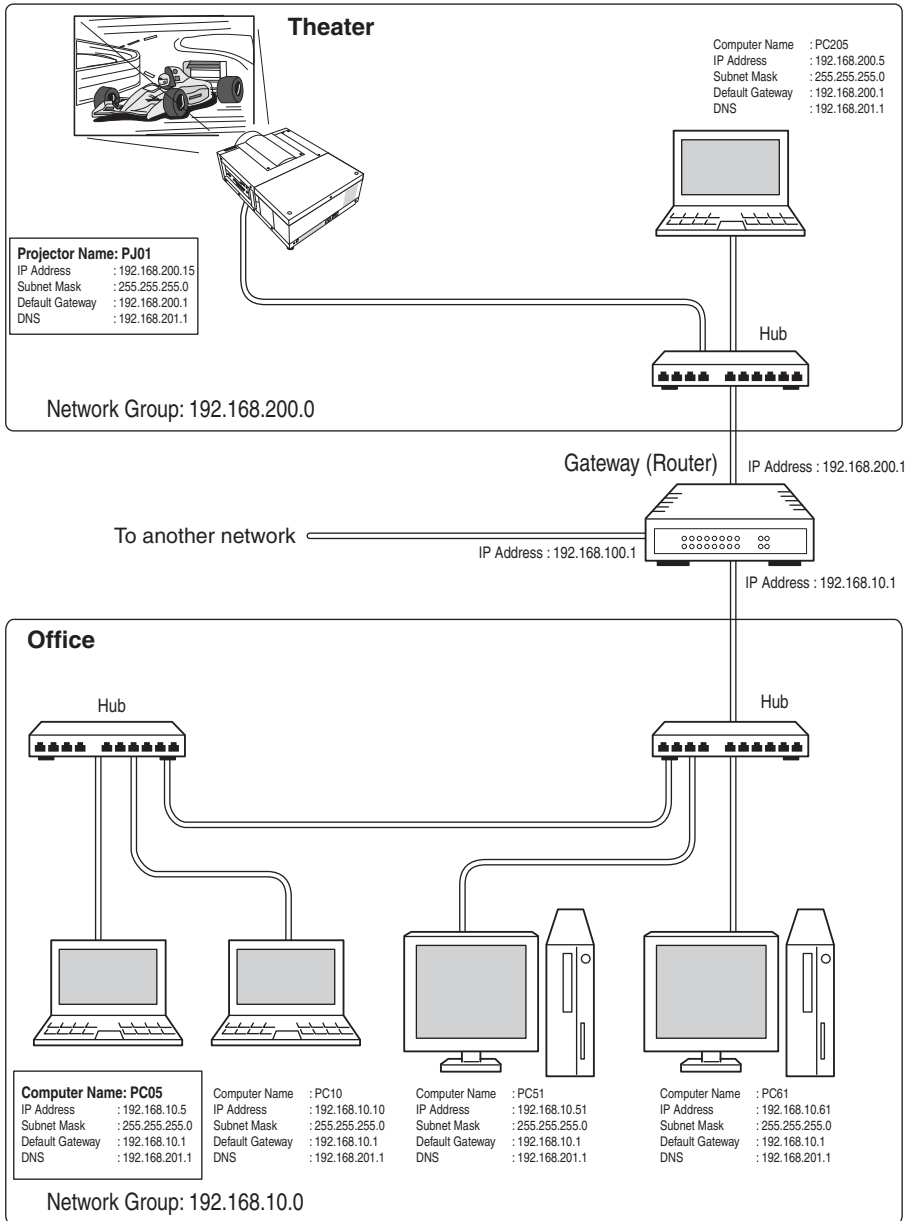 Theater
Computer Name : PC205
IP Address : 192.168.200.5
Subnet Mask : 255.255.255.0
Default Gateway : 192.168.200.1
DNS : 192.168.201.1
Projector Name: PJ01
IP Address : 192.168.200.15
Subnet Mask : 255.255.255.0
Default Gateway : 192.168.200.1
DNS : 192.168.201.1
Hub
Network Group: 192.168.200.0
Gateway (Router)
IP Address : 192.168.200.1
To another network
IP Address : 192.168.100.1
IP Address : 192.168.10.1
Office
Hub
Hub
Computer Name: PC05
IP Address : 192.168.10.5
Subnet Mask : 255.255.255.0
Default Gateway : 192.168.10.1
DNS : 192.168.201.1
Computer Name : PC10
IP Address : 192.168.10.10
Subnet Mask : 255.255.255.0
Default Gateway : 192.168.10.1
DNS : 192.168.201.1
Computer Name : PC51
IP Address : 192.168.10.51
Subnet Mask : 255.255.255.0
Default Gateway : 192.168.10.1
DNS : 192.168.201.1
Computer Name : PC61
IP Address : 192.168.10.61
Subnet Mask : 255.255.255.0
Default Gateway : 192.168.10.1
DNS : 192.168.201.1
Network Group: 192.168.10.0